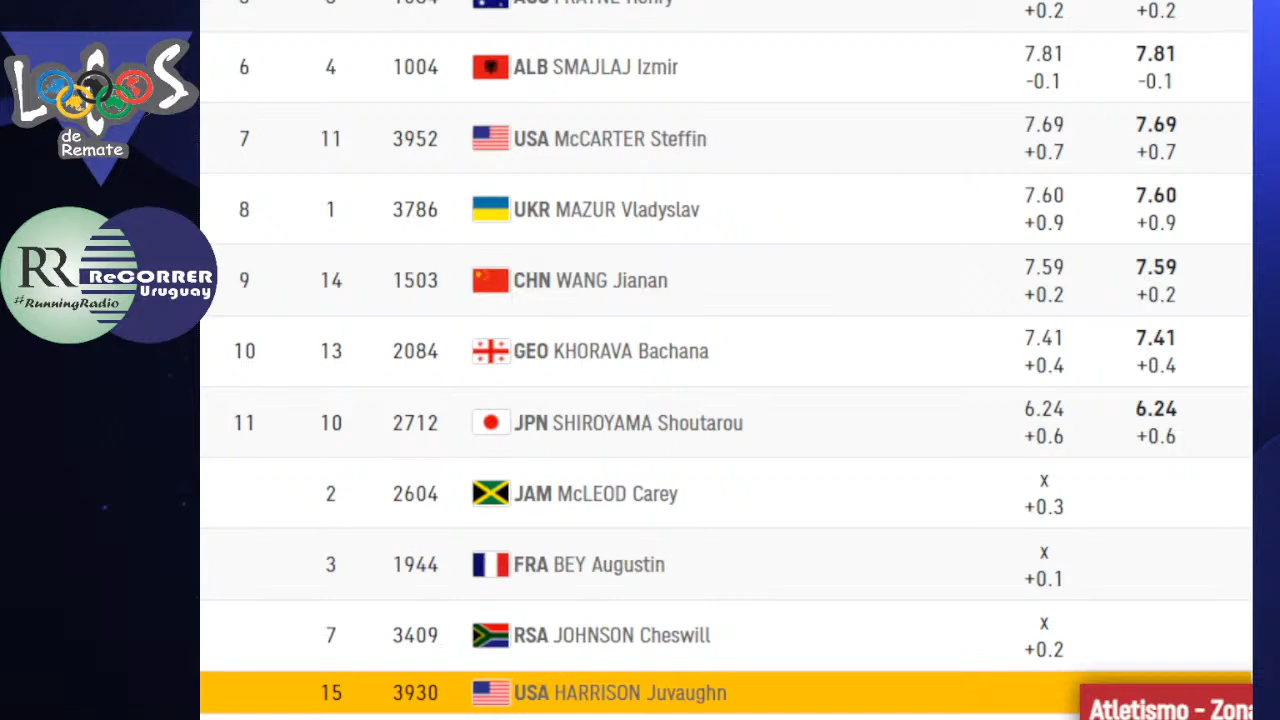 +0.2 +0.2
6 4 1004 ALB SMAJLAJ Izmir 7.81 7.81
-0.1 -0.1
7 11 3952 USA McCARTER Steffin 7.69 7.69
+0.7 +0.7
8 1 3786 UKR MAZUR Vladyslav 7.60 7.60
+0.9 +0.9
9 14 1503 CHN WANG Jianan 7.59 7.59
+0.2 +0.2
10 13 2084 GEO KHORAVA Bachana 7.41 7.41
+0.4 +0.4
11 10 2712 JPN SHIROYAMA Shoutarou 6.24 6.24
+0.6 +0.6
2 2604 JAM McLEOD Carey x
+0.3
3 1944 FRA BEY Augustin x
+0.1
7 3409 RSA JOHNSON Cheswill x
+0.2
15 3930 USA HARRISON Juvaughn
Atletismo - Zona
de
Remate
RR ReCORRER
Uruguay
#RunningRadio